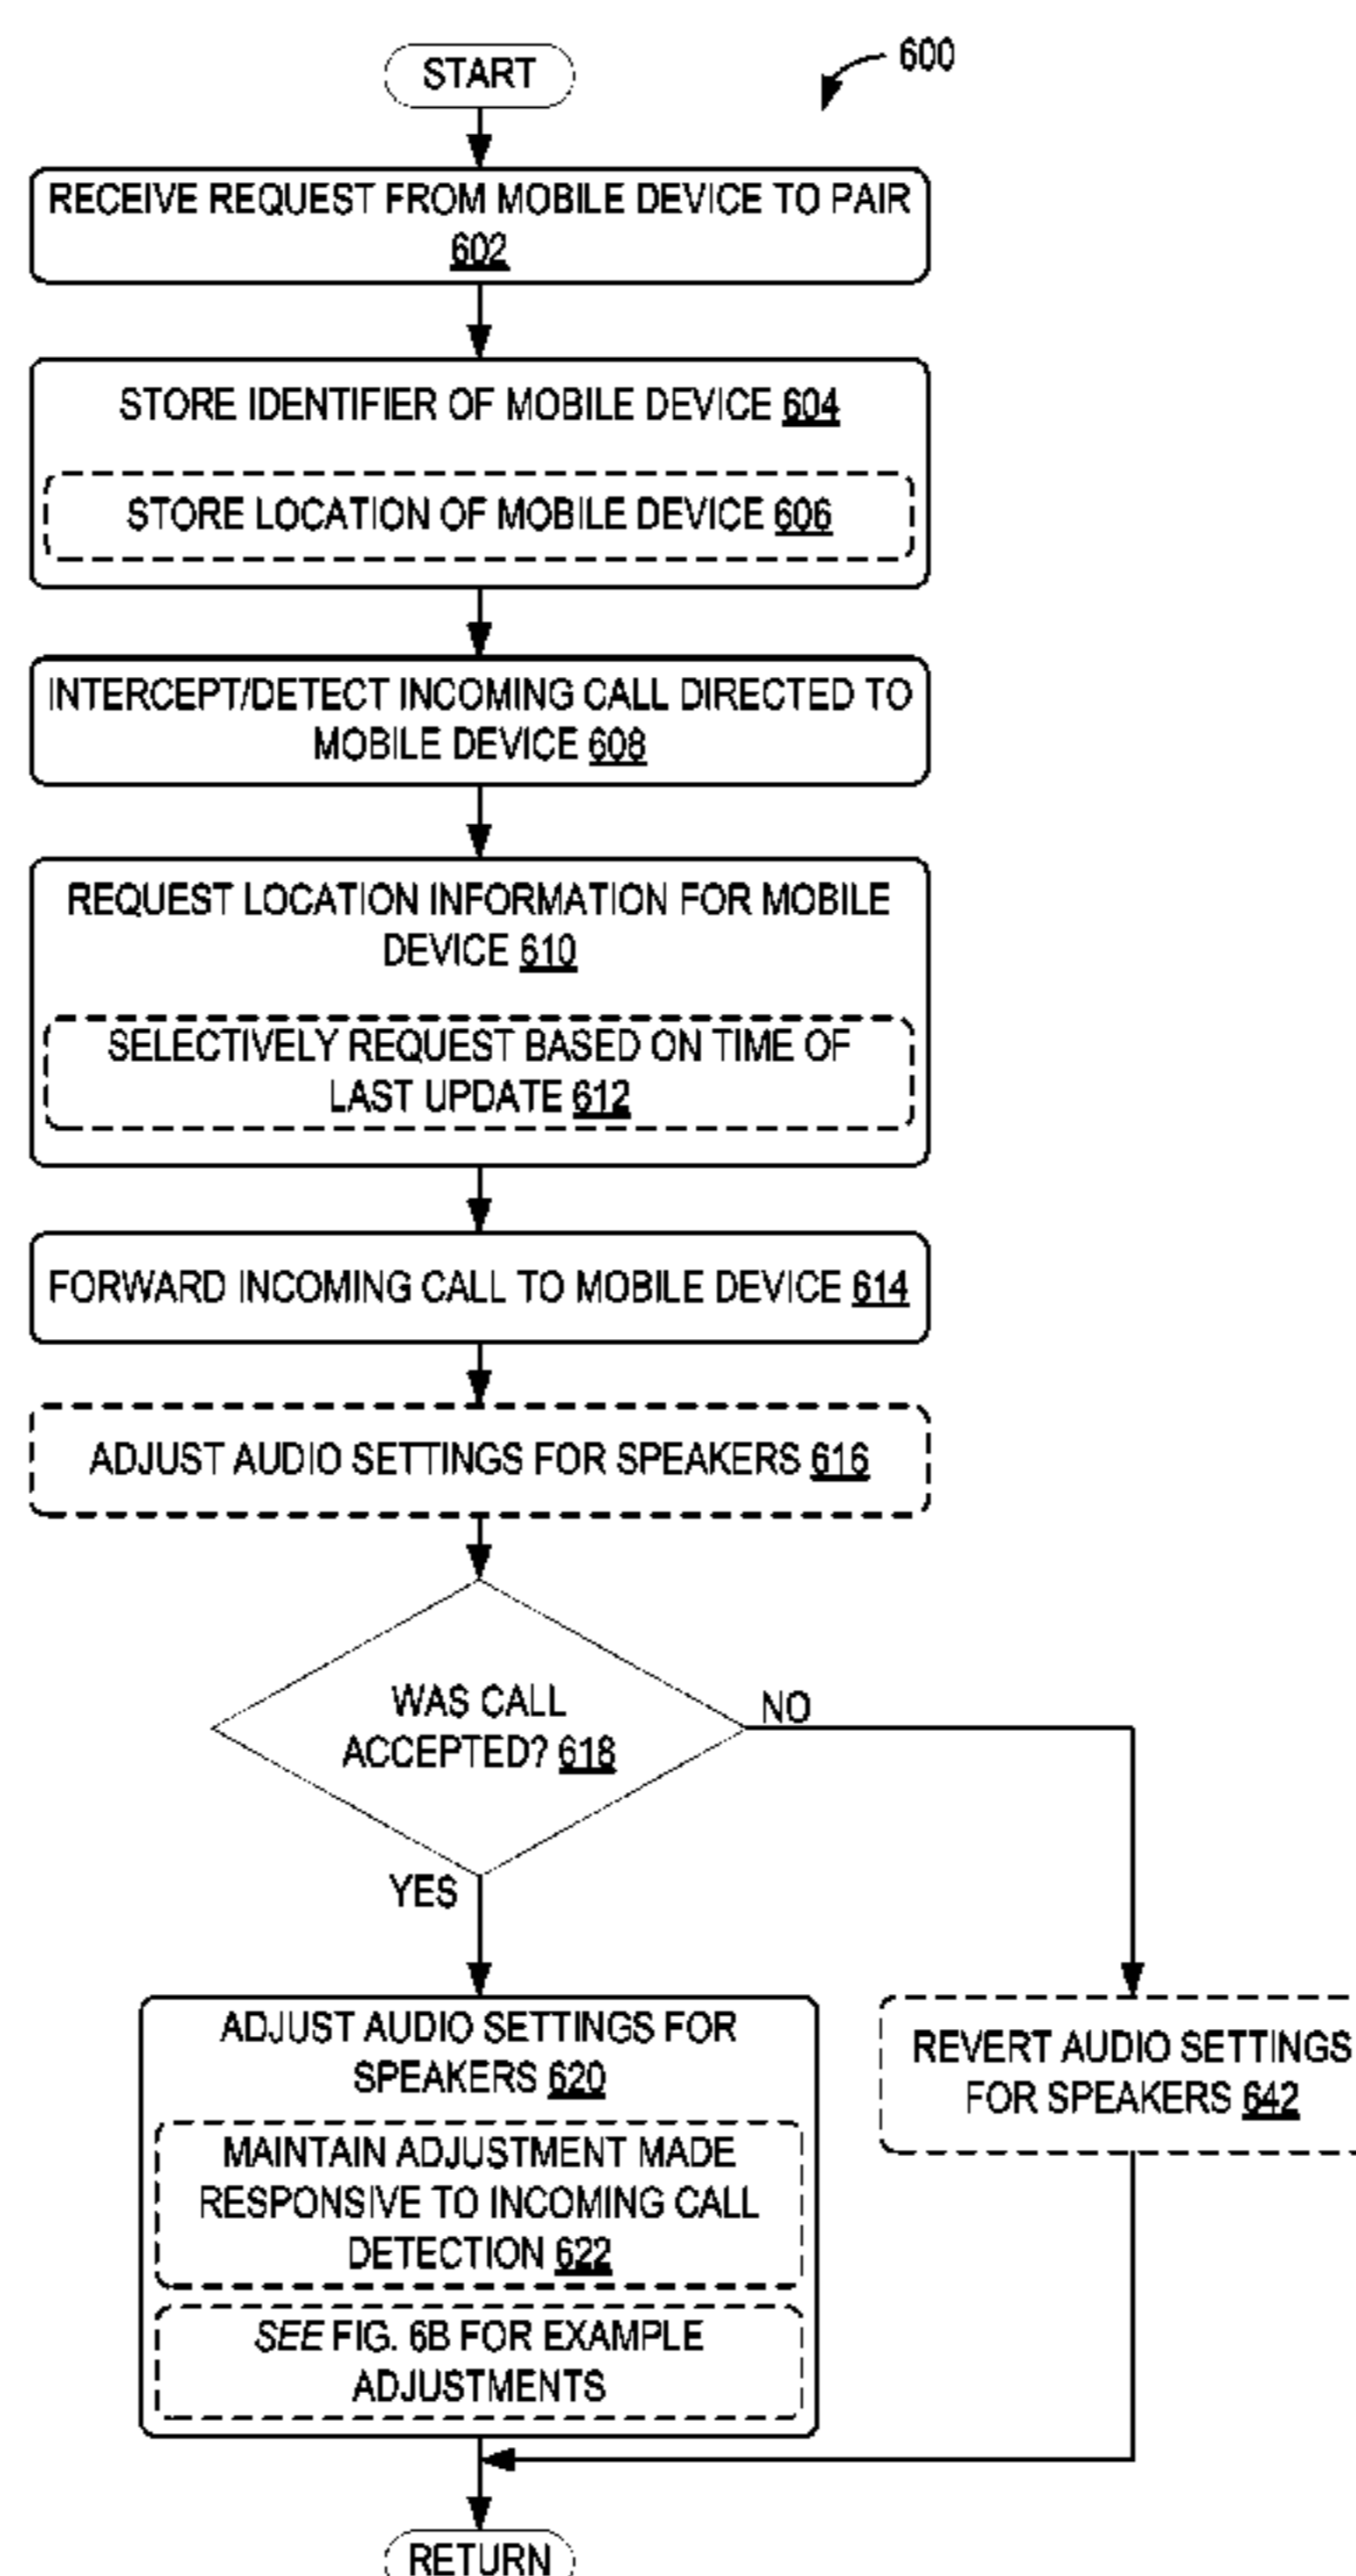 START
600
RECEIVE REQUEST FROM MOBILE DEVICE TO PAIR
602
STORE IDENTIFIER OF MOBILE DEVICE 604
STORE LOCATION OF MOBILE DEVICE 606
INTERCEPT/DETECT INCOMING CALL DIRECTED TO
MOBILE DEVICE 608
REQUEST LOCATION INFORMATION FOR MOBILE
DEVICE 610
SELECTIVELY REQUEST BASED ON TIME OF
LAST UPDATE 612
FORWARD INCOMING CALL TO MOBILE DEVICE 614
ADJUST AUDIO SETTINGS FOR SPEAKERS 616
WAS CALL
ACCEPTED? 618
NO
YES
ADJUST AUDIO SETTINGS FOR
SPEAKERS 620
MAINTAIN ADJUSTMENT MADE
RESPONSIVE TO INCOMING CALL
DETECTION 622
SEE FIG. 6B FOR EXAMPLE
ADJUSTMENTS
REVERT AUDIO SETTINGS
FOR SPEAKERS 642
RETURN